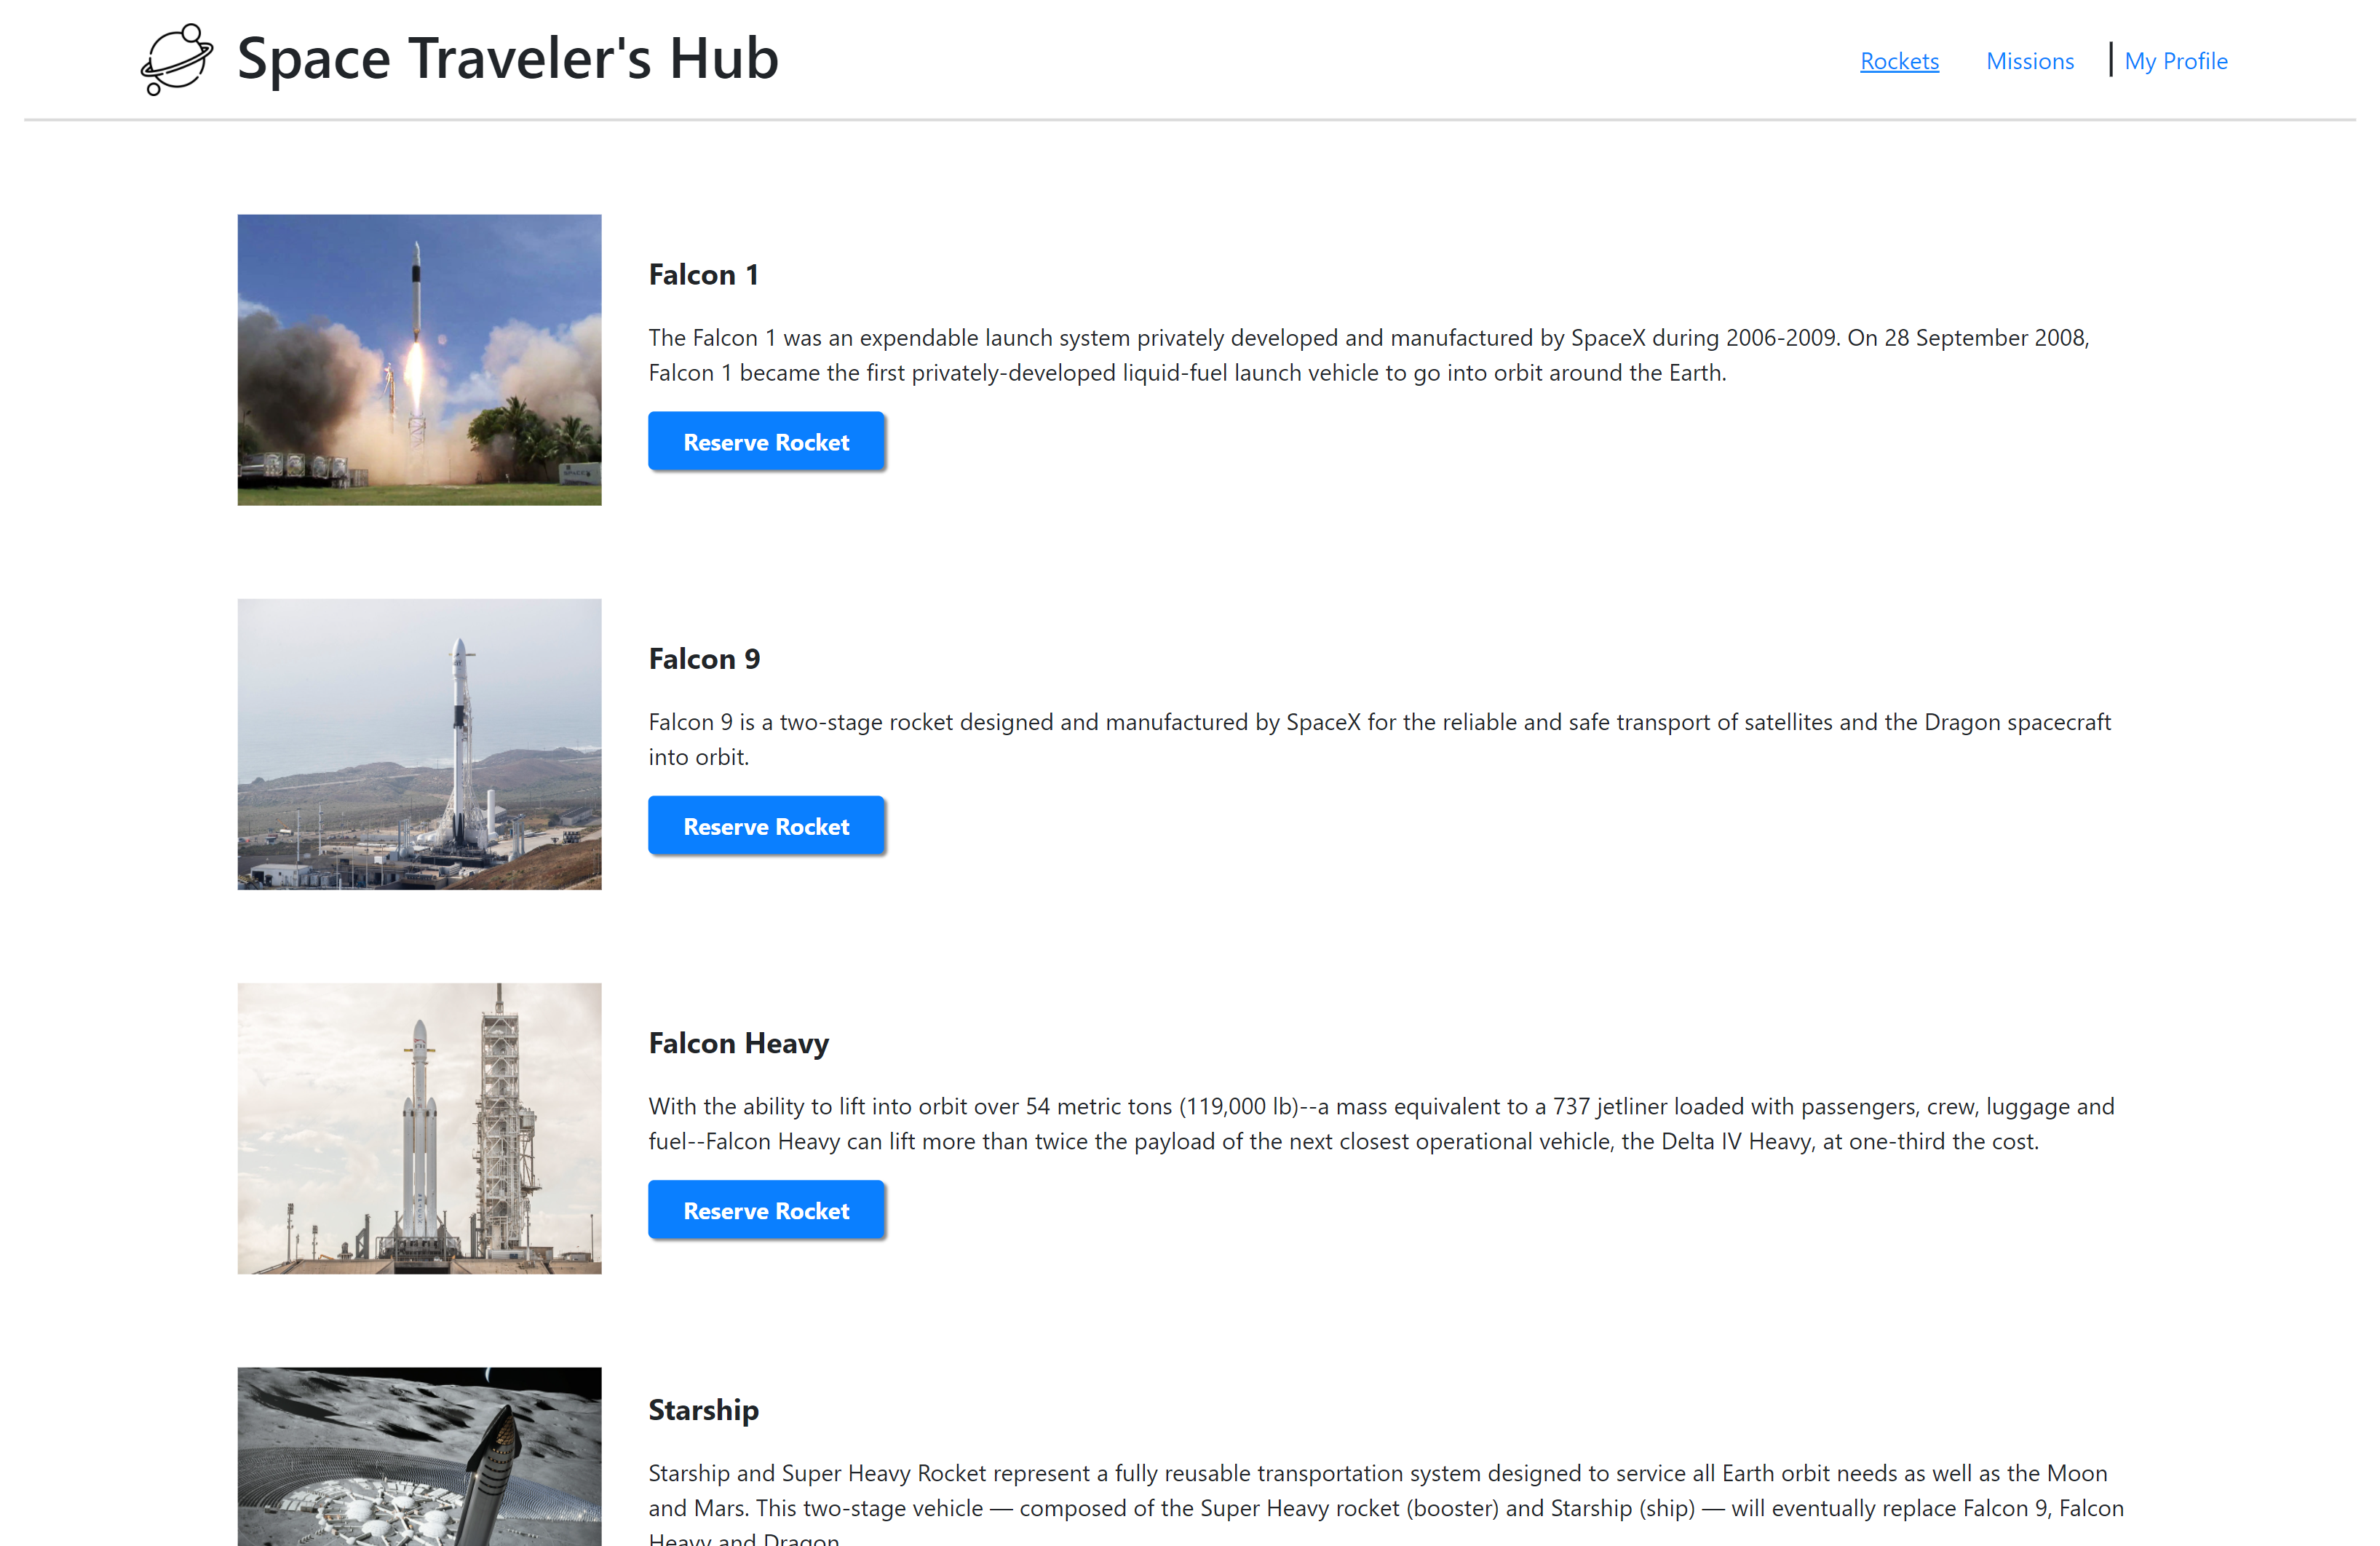 Space Traveler's Hub
Rockets
Missions
My Profile
Falcon 1
The Falcon 1 was an expendable launch system privately developed and manufactured by SpaceX during 2006-2009. On 28 September 2008,
Falcon 1 became the first privately-developed liquid-fuel launch vehicle to go into orbit around the Earth.
Reserve Rocket
Falcon 9
Falcon 9 is a two-stage rocket designed and manufactured by SpaceX for the reliable and safe transport of satellites and the Dragon spacecraft
into orbit.
Reserve Rocket
Falcon Heavy
With the ability to lift into orbit over 54 metric tons (119,000 lb)--a mass equivalent to a 737 jetliner loaded with passengers, crew, luggage and
fuel--Falcon Heavy can lift more than twice the payload of the next closest operational vehicle, the Delta IV Heavy, at one-third the cost.
Reserve Rocket
Starship
Starship and Super Heavy Rocket represent a fully reusable transportation system designed to service all Earth orbit needs as well as the Moon
and Mars. This two-stage vehicle — composed of the Super Heavy rocket (booster) and Starship (ship) — will eventually replace Falcon 9, Falcon
Heavy and Dragon